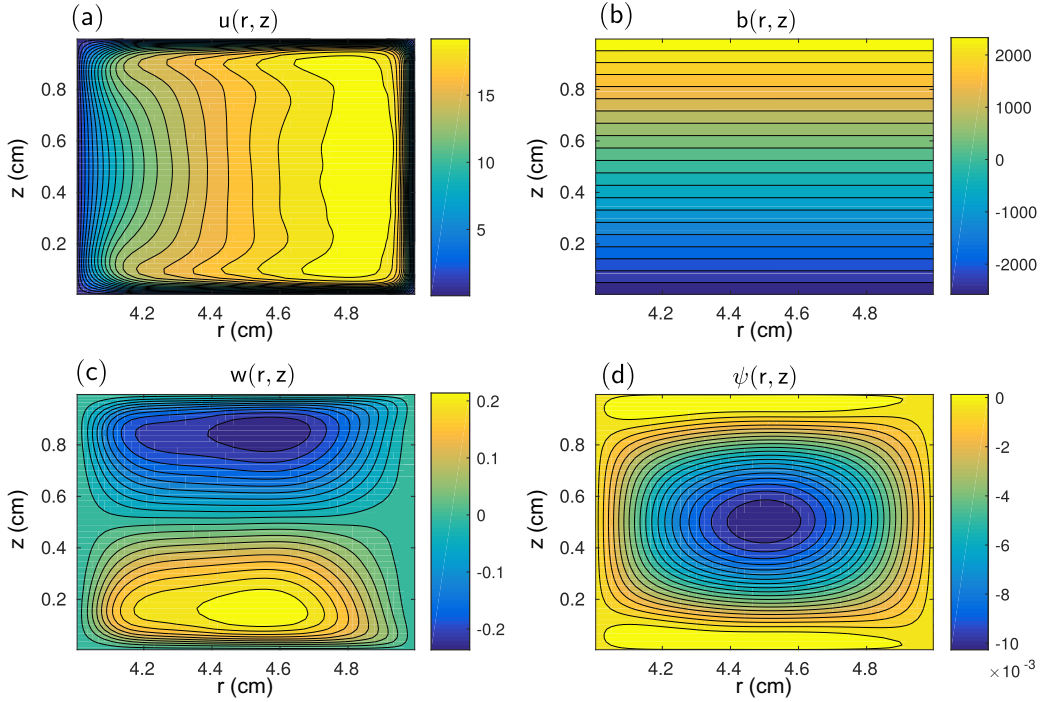 (a) u(r, z)
z (cm)
0.8
0.6
0.4
0.2
4.2 4.4 4.6 4.8
r (cm)
15
10
5
(b) b(r, z)
z (cm)
0.8
0.6
0.4
0.2
4.2 4.4 4.6 4.8
r (cm)
2000
1000
0
-1000
-2000
(c) w(r, z)
z (cm)
0.8
0.6
0.4
0.2
4.2 4.4 4.6 4.8
r (cm)
0.2
0.1
0
-0.1
-0.2
(d) ψ(r, z)
z (cm)
0.8
0.6
0.4
0.2
4.2 4.4 4.6 4.8
r (cm)
0
-2
-4
-6
-8
-10
×10⁻³